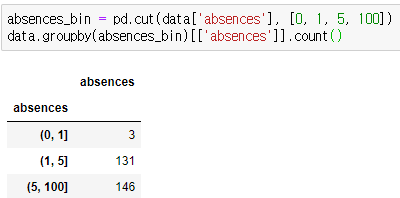 absences_bin = pd.cut(data['absences'], [0, 1, 5, 100])
data.groupby(absences_bin)[['absences']].count()
absences
absences
(0, 1] 3
(1, 5] 131
(5, 100] 146